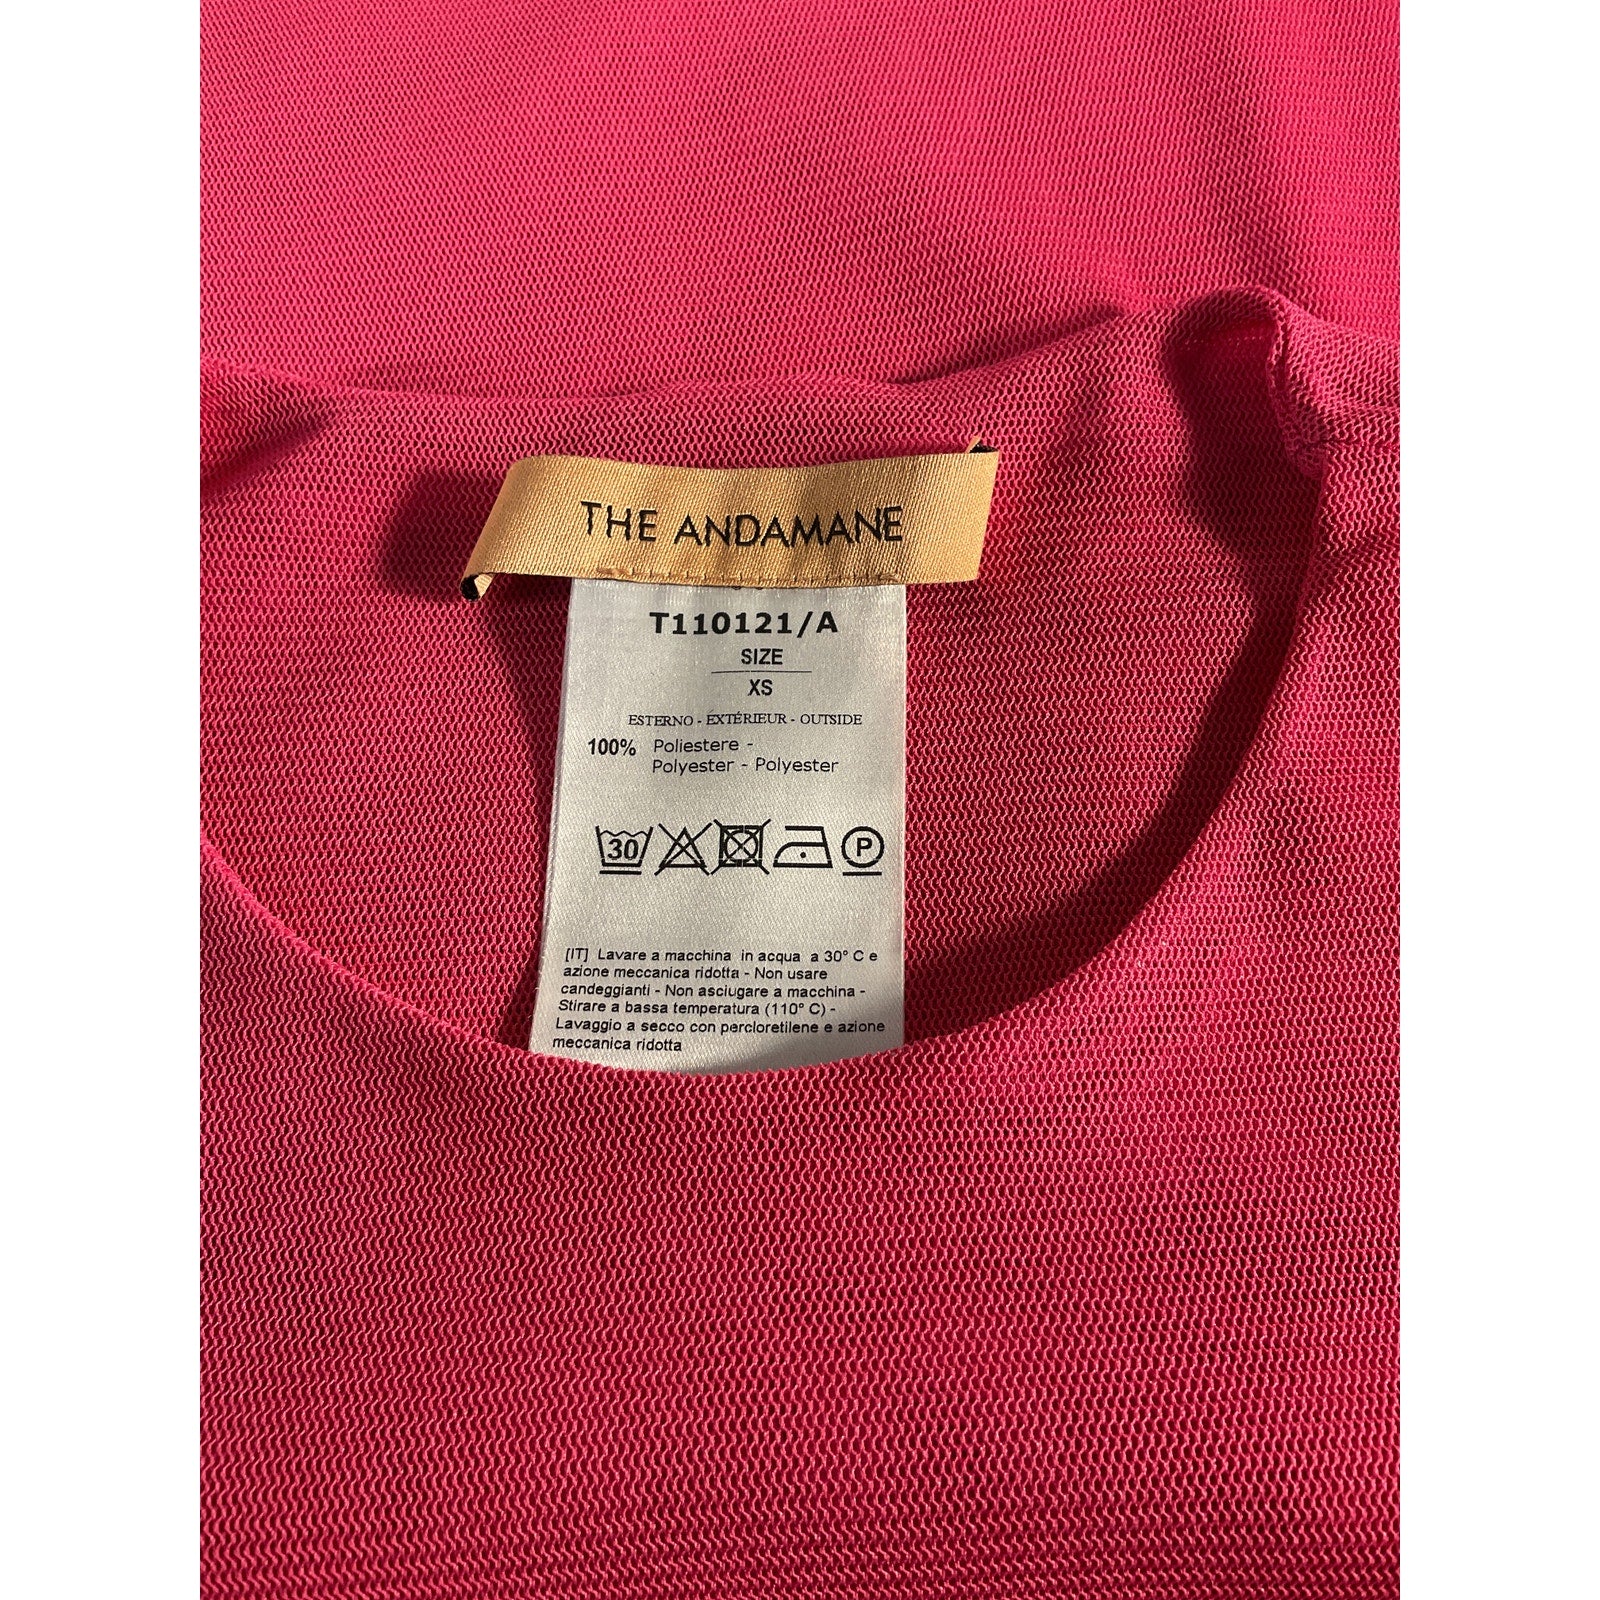 THE ANDAMANE
T110121/A
SIZE
XS
ESTERNO - ÉXTÉRIEUR - OUTSIDE
100% Poliestere -
Polyester - Polyester
30 P
[IT] Lavare a macchina in acqua a 30° C e
azione meccanica ridotta - Non usare
candeggianti - Non asciugare a macchina -
Stirare a bassa temperatura (110° C) -
Lavaggio a secco con percloretilene e azione
meccanica ridotta